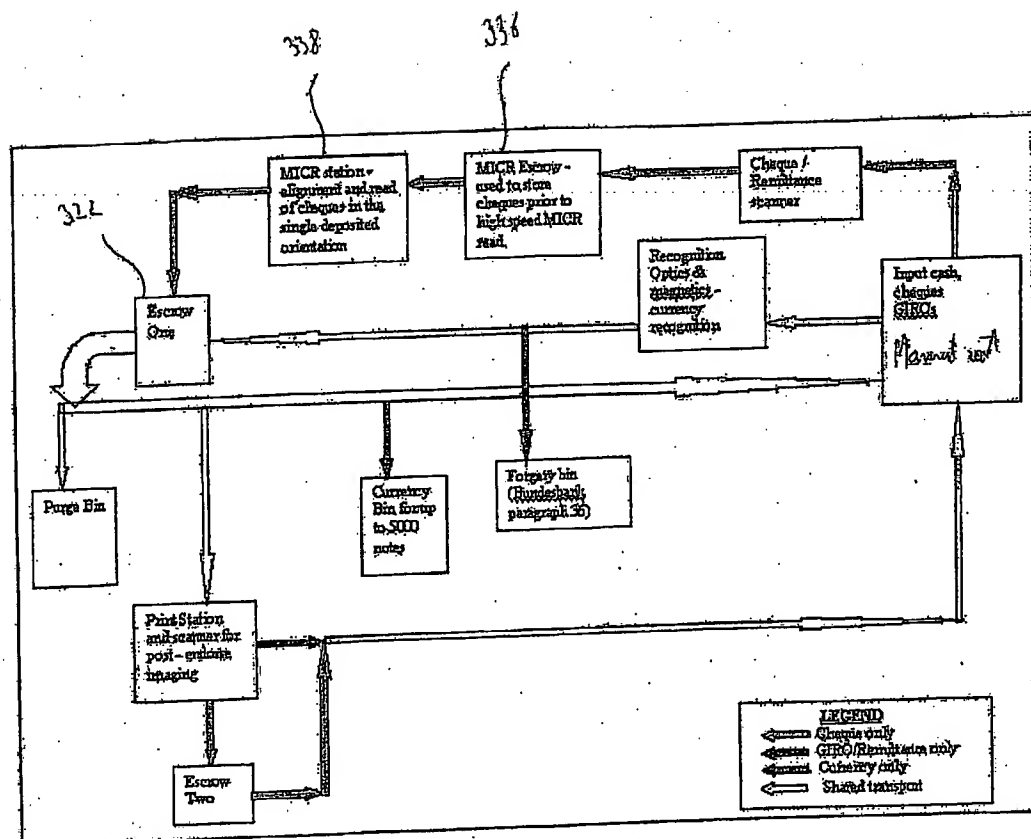 338
336
322
MICR station -
alignment and read
of cheques in the
single deposited
orientation
MICR Escrow -
used to store
cheques prior to
high speed MICR
read.
Cheque /
Remittance
scanner
Recognition
Optics &
magnetics -
currency
recognition
Input cash,
cheques
GIROs
Escrow
One
Purge Bin
Currency
Bin for up
to 5000
notes
Forgery bin
(Bundesbank
paragraph 36)
Print Station
and scanner for
post - endorse
imaging
Escrow
Two
LEGEND
Cheque only
GIRO/Remittance only
Currency only
Shared transport